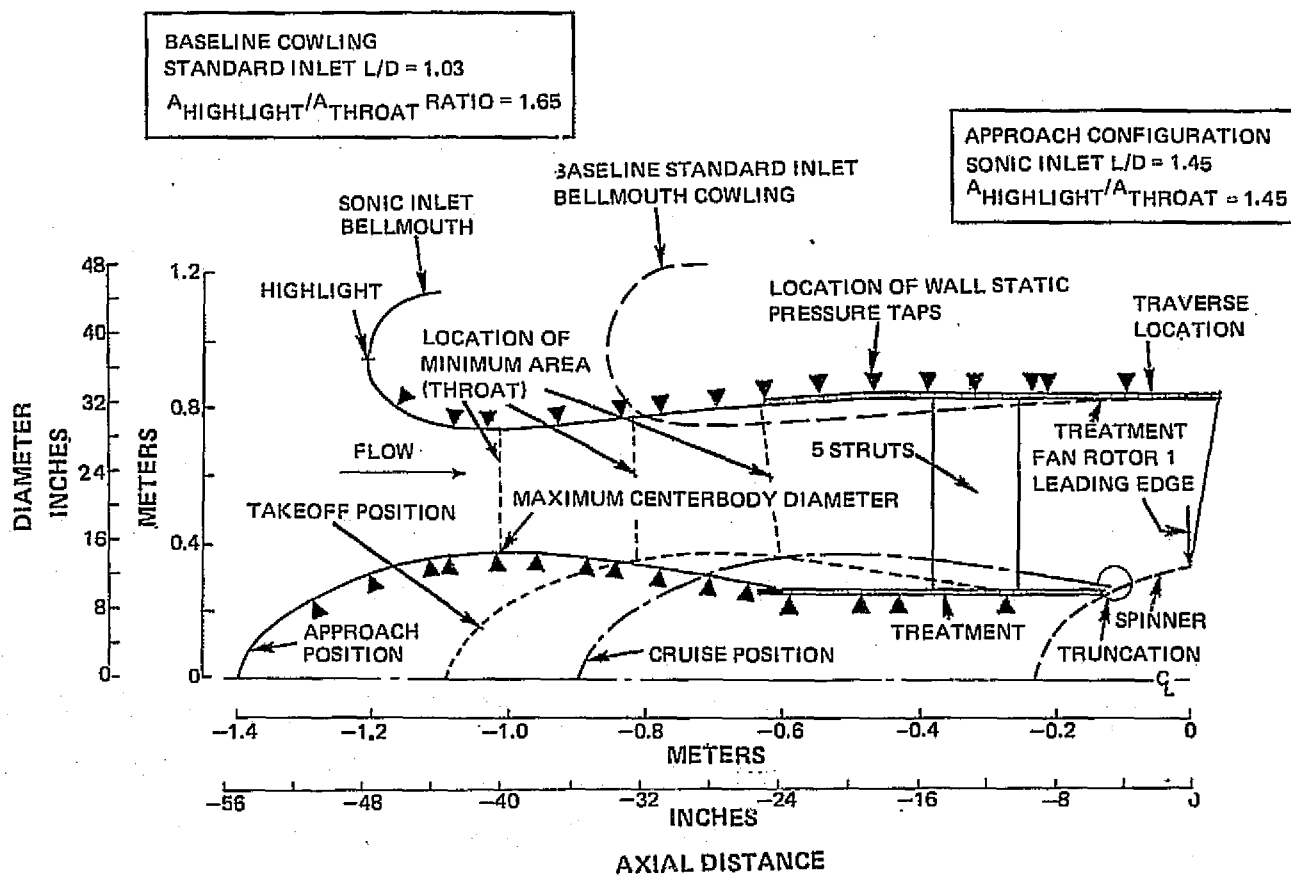 BASELINE COWLING
STANDARD INLET L/D = 1.03
AHIGHLIGHT/ATHROAT RATIO = 1.65
APPROACH CONFIGURATION
SONIC INLET L/D = 1.45
AHIGHLIGHT/ATHROAT = 1.45
BASELINE STANDARD INLET
BELLMOUTH COWLING
SONIC INLET
BELLMOUTH
HIGHLIGHT
LOCATION OF
MINIMUM AREA
(THROAT)
LOCATION OF WALL STATIC
PRESSURE TAPS
TRAVERSE
LOCATION
FLOW
5 STRUTS
TREATMENT
FAN ROTOR 1
LEADING EDGE
TAKEOFF POSITION
MAXIMUM CENTERBODY DIAMETER
APPROACH
POSITION
CRUISE POSITION
TREATMENT
SPINNER
TRUNCATION
CL
DIAMETER
INCHES
48
40
32
24
16
8
0
METERS
1.2
0.8
0.4
0
-1.4
-1.2
-1.0
-0.8
-0.6
-0.4
-0.2
0
METERS
-56
-48
-40
-32
-24
-16
-8
0
INCHES
AXIAL DISTANCE